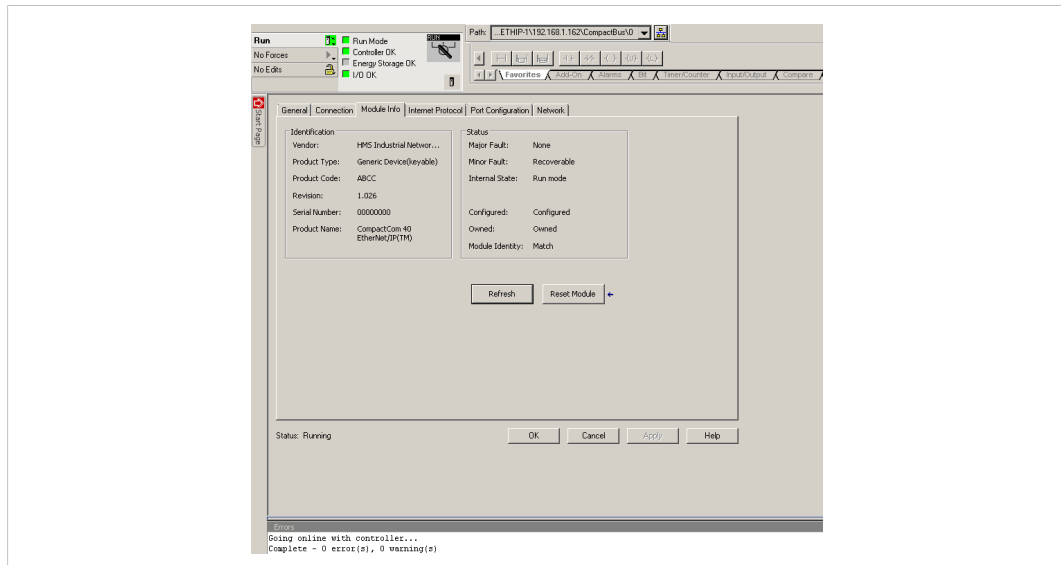 Run
RUN
Run Mode
Controller OK
Energy Storage OK
I/O OK
No Forces
No Edits
Path: ...ETHIP-1\192.168.1.162\CompactBus\0
Favorites
Add-On
Alarms
Bit
Timer/Counter
Input/Output
Compare
Start Page
General
Connection
Module Info
Internet Protocol
Port Configuration
Network
Identification
Vendor: HMS Industrial Networ...
Product Type: Generic Device(keyable)
Product Code: ABCC
Revision: 1.026
Serial Number: 00000000
Product Name: CompactCom 40
EtherNet/IP(TM)
Status
Major Fault: None
Minor Fault: Recoverable
Internal State: Run mode
Configured: Configured
Owned: Owned
Module Identity: Match
Refresh
Reset Module
Status: Running
OK
Cancel
Apply
Help
Errors
Going online with controller...
Complete - 0 error(s), 0 warning(s)